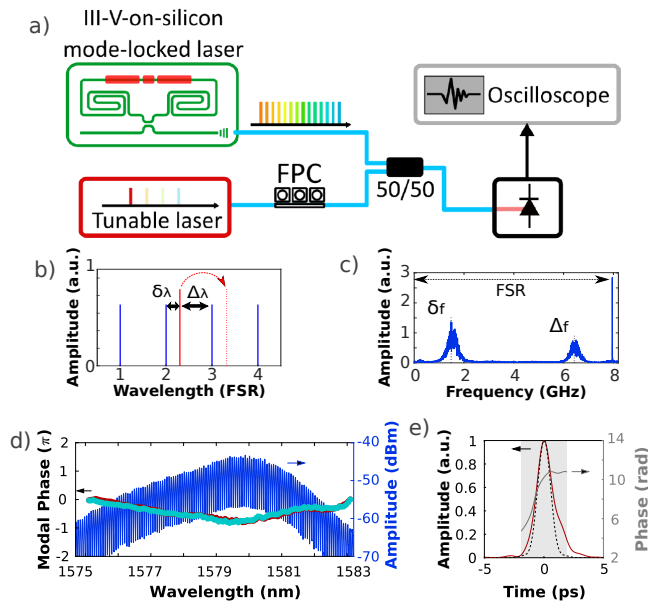 a)
III-V-on-silicon
mode-locked laser
Oscilloscope
FPC
50/50
Tunable laser
b)
Amplitude (a.u.)
1
0
δλ
Δλ
1 2 3 4
Wavelength (FSR)
c)
Amplitude (a.u.)
3
2
1
0
FSR
δf
Δf
0 2 4 6 8
Frequency (GHz)
d)
Modal Phase (π)
2
1
0
-1
-2
-40
-50
-60
-70
Amplitude (dBm)
1575 1577 1579 1581 1583
Wavelength (nm)
e)
Amplitude (a.u.)
1
0.8
0.6
0.4
0.2
0
14
10
6
2
Phase (rad)
-5 0 5
Time (ps)